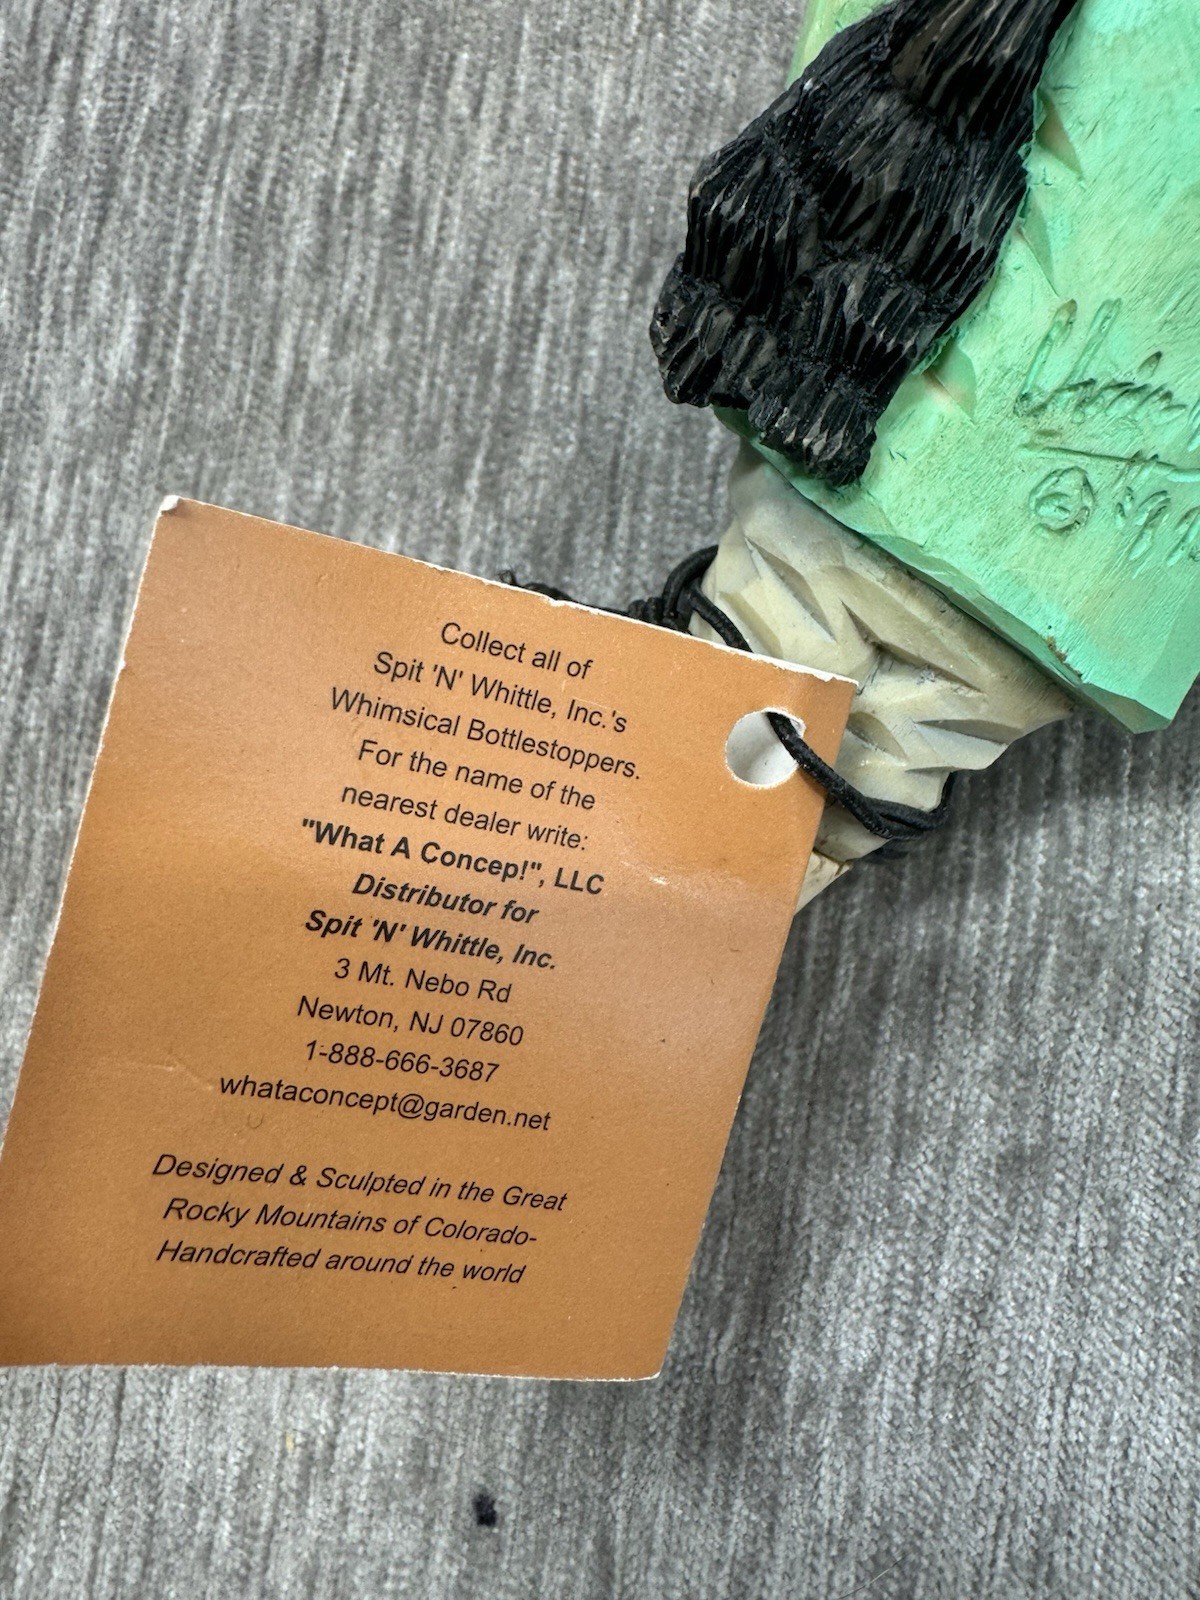 Collect all of
Spit 'N' Whittle, Inc.'s
Whimsical Bottlestoppers.
For the name of the
nearest dealer write:
"What A Concep!", LLC
Distributor for
Spit 'N' Whittle, Inc.
3 Mt. Nebo Rd
Newton, NJ 07860
1-888-666-3687
whataconcept@garden.net
Designed & Sculpted in the Great
Rocky Mountains of Colorado-
Handcrafted around the world
©